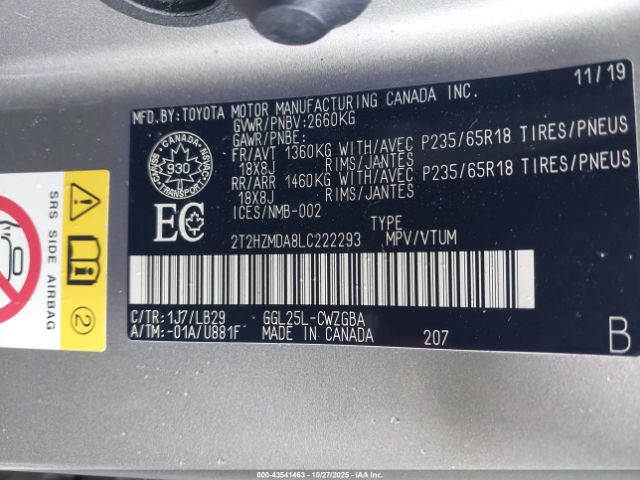 11/19
MFD.BY:TOYOTA MOTOR MANUFACTURING CANADA INC.
GVWR/PNBV:2660KG
GAWR/PNBE:
FR/AVT 1360KG WITH/AVEC P235/65R18 TIRES/PNEUS
18X8J RIMS/JANTES
RR/ARR 1460KG WITH/AVEC P235/65R18 TIRES/PNEUS
18X8J RIMS/JANTES
ICES/NMB-002
CANADA
930
TRANSPORT
EC
TYPE
2T2HZMDA8LC222293 MPV/VTUM
C/TR:1J7/LB29 GGL25L-CWZGBA
A/TM:-01A/U881F MADE IN CANADA 207
B
SIDE AIRBAG
2
000-43541463 | 10/27/2025 | IAA Inc.